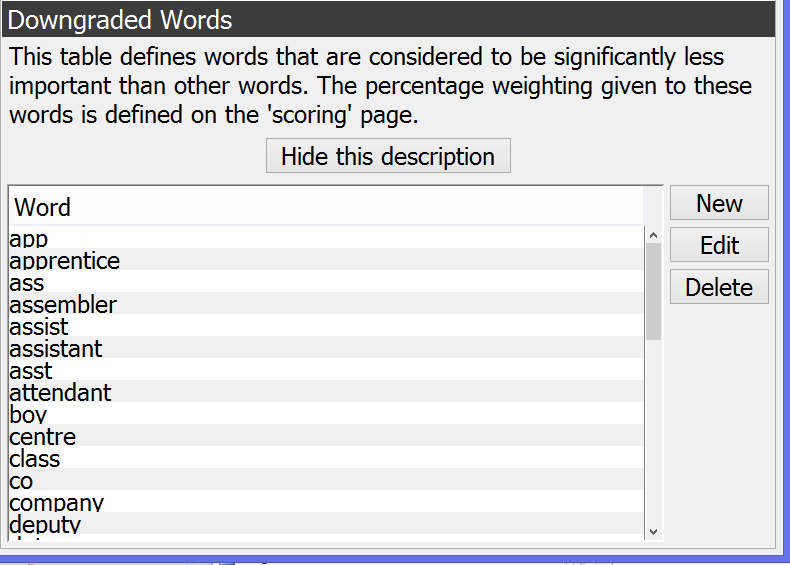 Downgraded Words
This table defines words that are considered to be significantly less
important than other words. The percentage weighting given to these
words is defined on the 'scoring' page.
Hide this description
Word
New
Edit
Delete
app
apprentice
ass
assembler
assist
assistant
asst
attendant
boy
centre
class
co
company
deputy